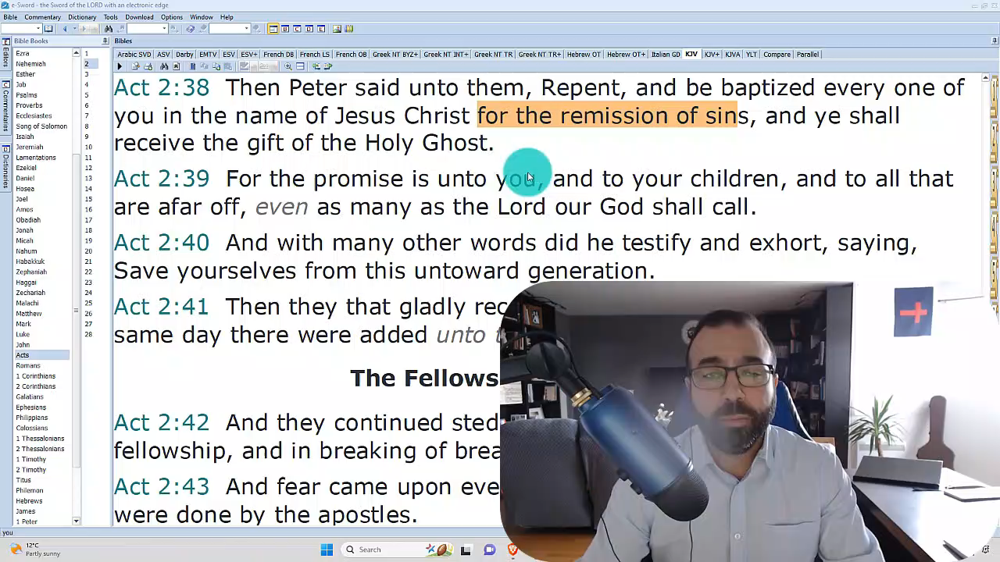 e-Sword - the Sword of the LORD with an electronic edge
Bible Commentary Dictionary Tools Download Options Window Help
Bible Books
Bibles
Editors
Commentaries
Dictionaries
Ezra
Nehemiah
Esther
Job
Psalms
Proverbs
Ecclesiastes
Song of Solomon
Isaiah
Jeremiah
Lamentations
Ezekiel
Daniel
Hosea
Joel
Amos
Obadiah
Jonah
Micah
Nahum
Habakkuk
Zephaniah
Haggai
Zechariah
Malachi
Matthew
Mark
Luke
John
Acts
Romans
1 Corinthians
2 Corinthians
Galatians
Ephesians
Philippians
Colossians
1 Thessalonians
2 Thessalonians
1 Timothy
2 Timothy
Titus
Philemon
Hebrews
James
1 Peter
1
2
3
4
5
6
7
8
9
10
11
12
13
14
15
16
17
18
19
20
21
22
23
24
25
26
27
28
Arabic SVD ASV Darby EMTV ESV ESV+ French DB French LS French OB Greek NT BYZ+ Greek NT INT+ Greek NT TR Greek NT TR+ Hebrew OT Hebrew OT+ Italian GD KJV KJV+ KJVA YLT Compare Parallel
Act 2:38 Then Peter said unto them, Repent, and be baptized every one of
you in the name of Jesus Christ for the remission of sins, and ye shall
receive the gift of the Holy Ghost.
Act 2:39 For the promise is unto you, and to your children, and to all that
are afar off, even as many as the Lord our God shall call.
Act 2:40 And with many other words did he testify and exhort, saying,
Save yourselves from this untoward generation.
Act 2:41 Then they that gladly rec
same day there were added unto t
The Fellows
Act 2:42 And they continued sted
fellowship, and in breaking of brea
Act 2:43 And fear came upon eve
were done by the apostles.
you
12°C
Partly sunny
Search